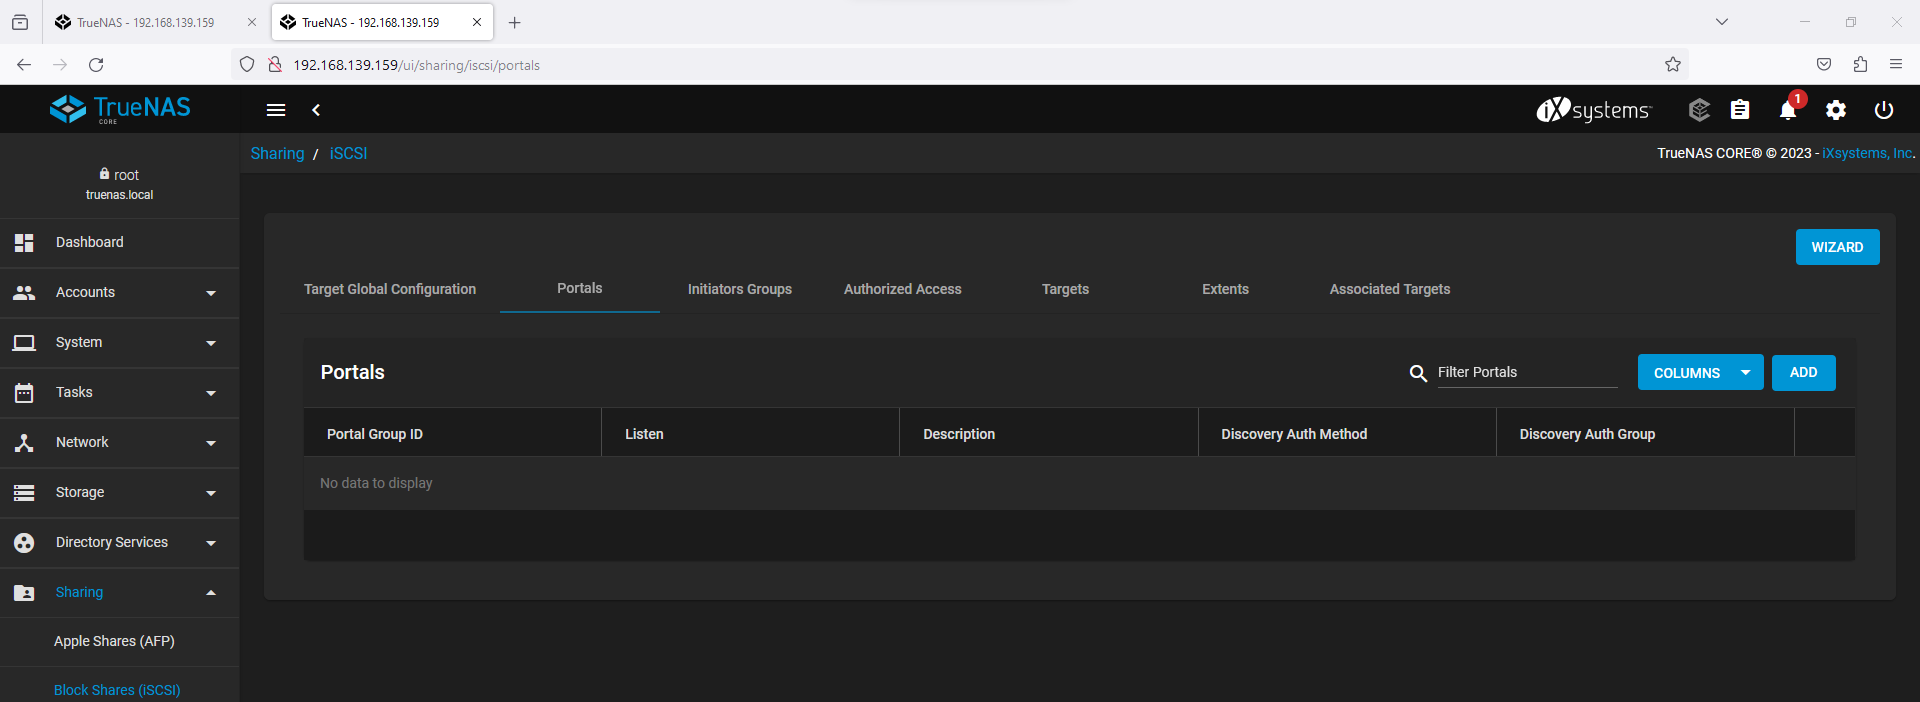 TrueNAS - 192.168.139.159
TrueNAS - 192.168.139.159
192.168.139.159/ui/sharing/iscsi/portals
TrueNAS
CORE
iXsystems
1
Sharing / iSCSI
TrueNAS CORE® © 2023 - iXsystems, Inc.
root
truenas.local
Dashboard
Accounts
System
Tasks
Network
Storage
Directory Services
Sharing
Apple Shares (AFP)
Block Shares (iSCSI)
WIZARD
Target Global Configuration Portals Initiators Groups Authorized Access Targets Extents Associated Targets
Portals
Filter Portals
COLUMNS
ADD
Portal Group ID Listen Description Discovery Auth Method Discovery Auth Group
No data to display